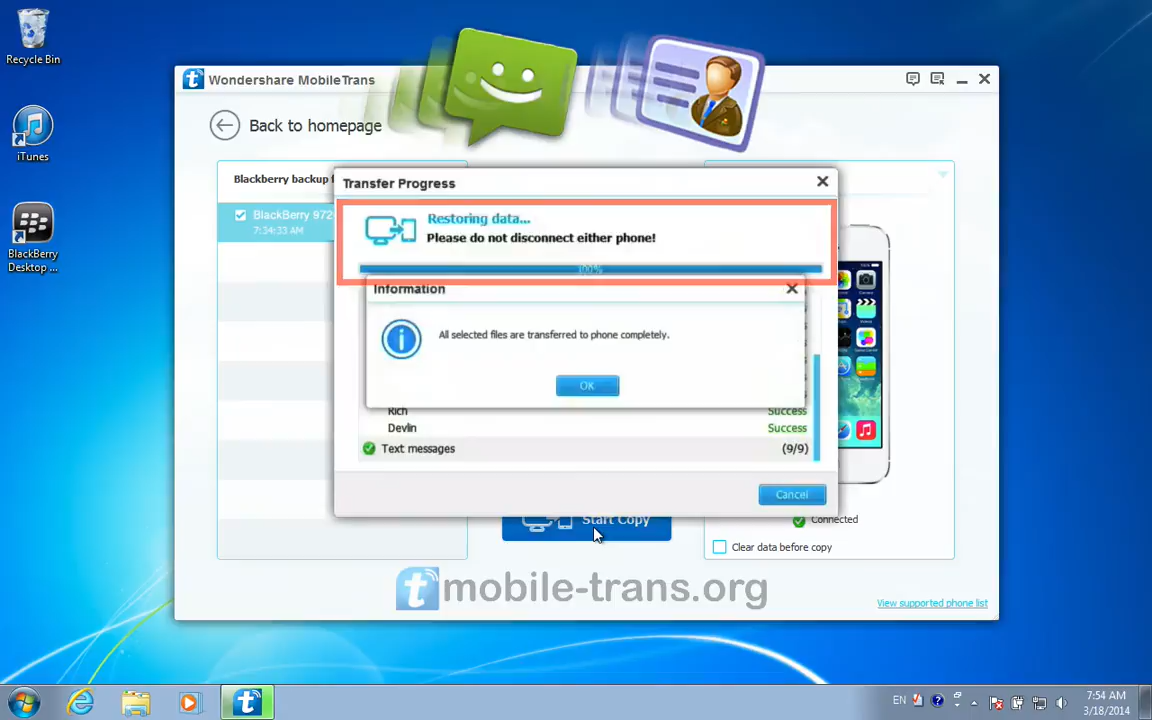 Recycle Bin
iTunes
BlackBerry
Desktop ...
Wondershare MobileTrans
Back to homepage
Blackberry backup
BlackBerry 972
7:34:33 AM
Transfer Progress
Restoring data...
Please do not disconnect either phone!
100%
Information
All selected files are transferred to phone completely.
OK
Rich Success
Devlin Success
Text messages (9/9)
Cancel
Start Copy
Connected
Clear data before copy
mobile-trans.org
View supported phone list
EN
7:54 AM
3/18/2014